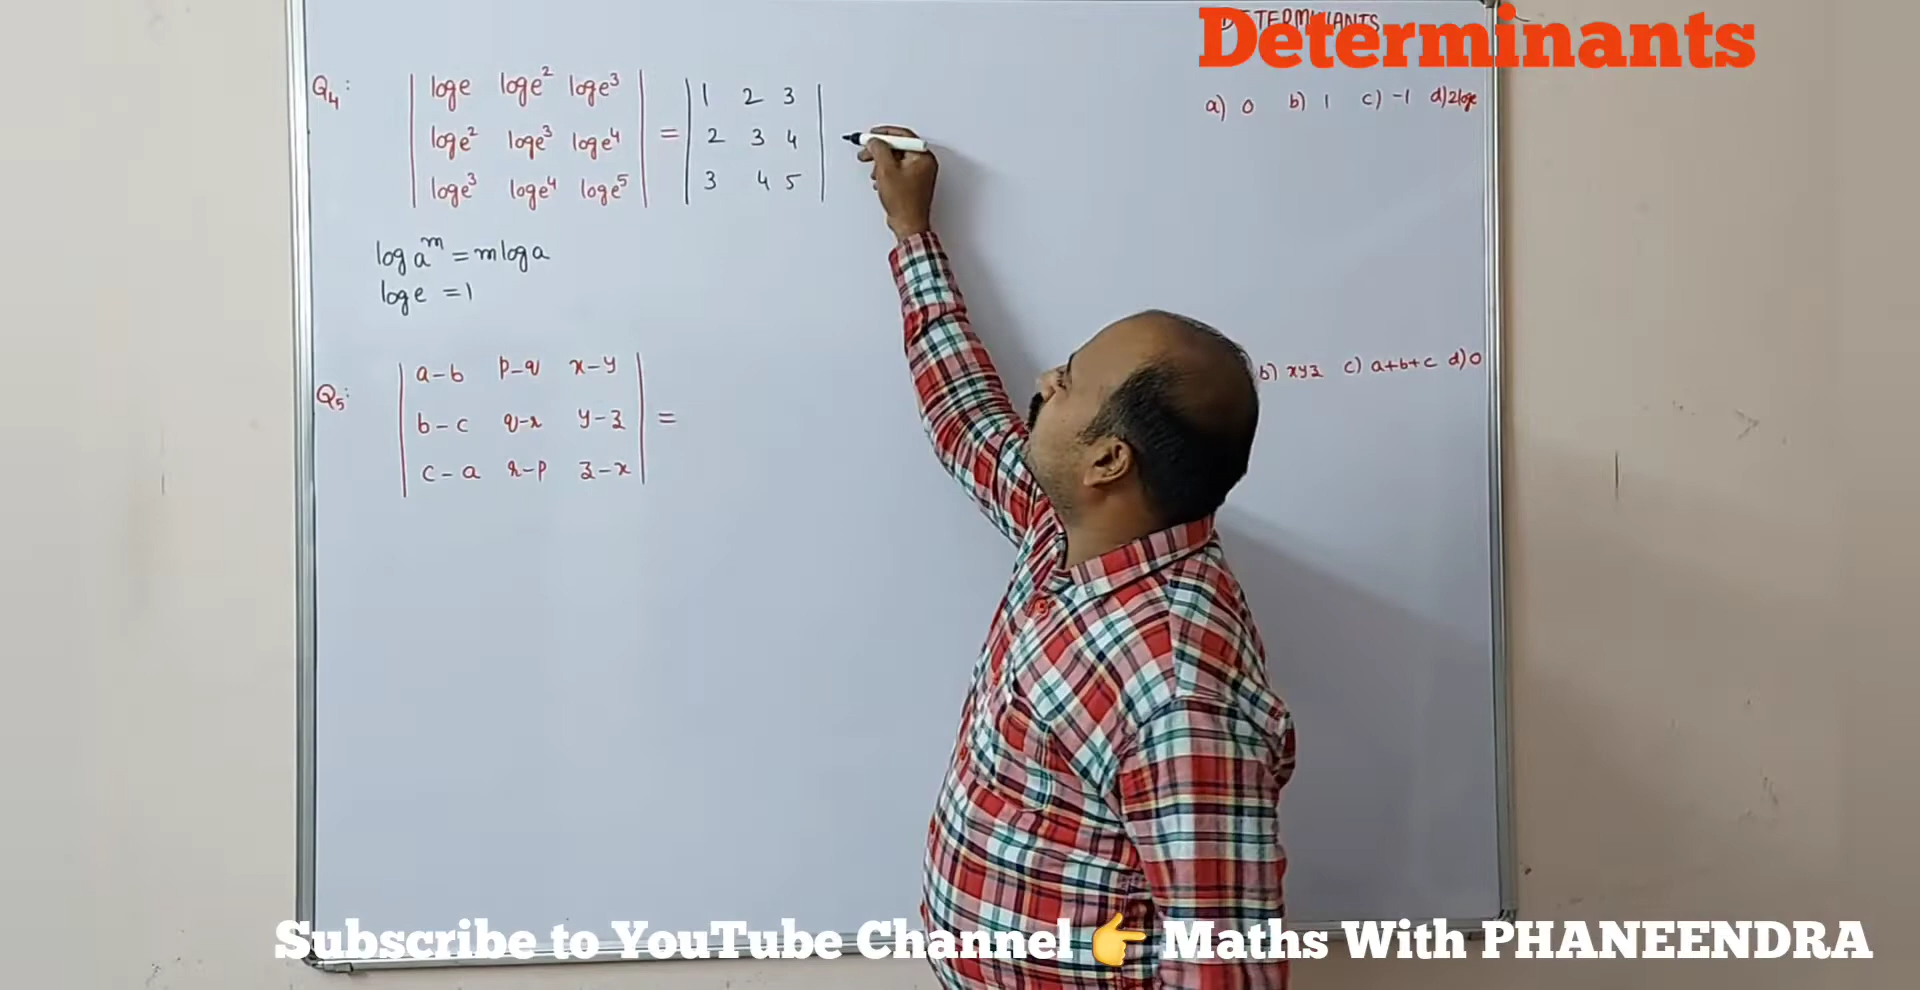 DETERMINANTS
Determinants
Q4: | loge loge² loge³ | = | 1 2 3 | a) 0 b) 1 c) -1 d) 2loge
| loge² loge³ loge⁴ | | 2 3 4 |
| loge³ loge⁴ loge⁵ | | 3 4 5 |
log aᵐ = m log a
log e = 1
Q5: | a-b p-q x-y | = b) xyz c) a+b+c d) 0
| b-c q-r y-z |
| c-a r-p z-x |
Subscribe to YouTube Channel 👉 Maths With PHANEENDRA